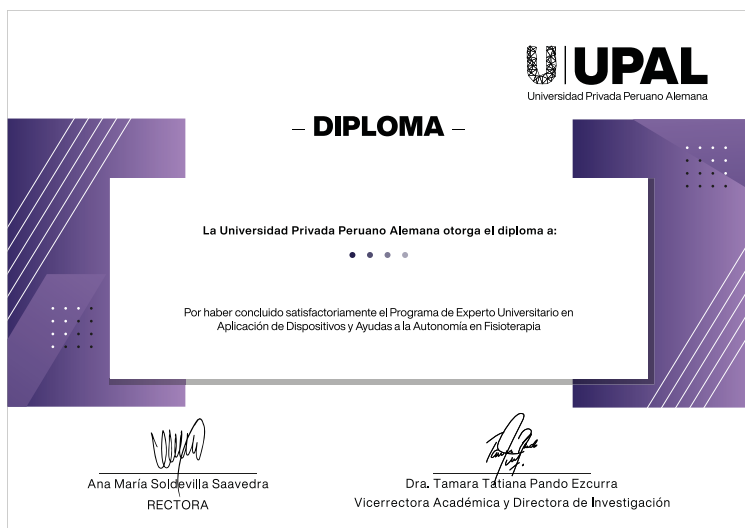 UPAL
Universidad Privada Peruano Alemana
– DIPLOMA –
La Universidad Privada Peruano Alemana otorga el diploma a:
Por haber concluido satisfactoriamente el Programa de Experto Universitario en
Aplicación de Dispositivos y Ayudas a la Autonomía en Fisioterapia
Ana María Soldevilla Saavedra
RECTORA
Dra. Tamara Tatiana Pando Ezcurra
Vicerrectora Académica y Directora de Investigación